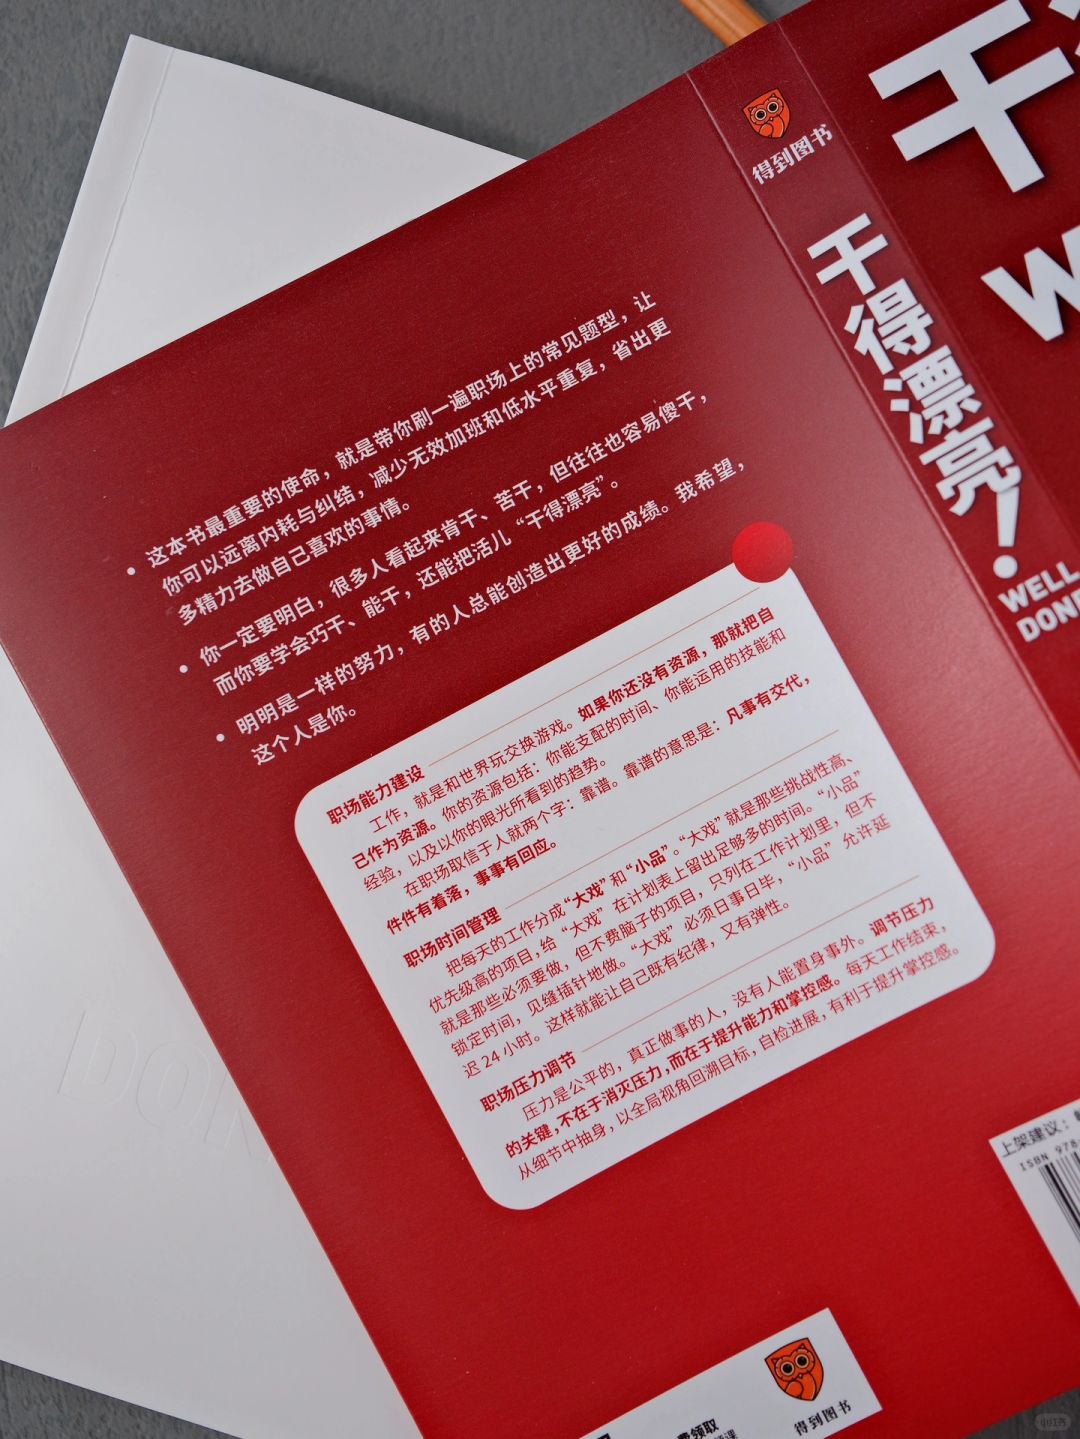 • 这本书最重要的使命，就是带你刷一遍职场上的常见题型，让
你可以远离内耗与纠结，减少无效加班和低水平重复，省出更
多精力去做自己喜欢的事情。
• 你一定要明白，很多人看起来肯干、苦干，但往往也容易傻干，
而你要学会巧干、能干，还能把活儿“干得漂亮”。
• 明明是一样的努力，有的人总能创造出更好的成绩。我希望，
这个人是你。
职场能力建设
工作，就是和世界玩交换游戏。如果你还没有资源，那就把自
己作为资源。你的资源包括：你能支配的时间、你能运用的技能和
经验，以及以你的眼光所看到的趋势。
在职场取信于人就两个字：靠谱。靠谱的意思是：凡事有交代，
件件有着落，事事有回应。
职场时间管理
把每天的工作分成“大戏”和“小品”。“大戏”就是那些挑战性高、
优先级高的项目，给“大戏”在计划表上留出足够多的时间。“小品”
就是那些必须要做，但不费脑子的项目，只列在工作计划里，但不
锁定时间，见缝插针地做。“大戏”必须日事日毕，“小品”允许延
迟 24 小时。这样就能让自己既有纪律，又有弹性。
职场压力调节
压力是公平的，真正做事的人，没有人能置身事外。调节压力
的关键，不在于消灭压力，而在于提升能力和掌控感。每天工作结束，
从细节中抽身，以全局视角回溯目标，自检进展，有利于提升掌控感。
得到图书
干得漂亮！
WELL
DONE
干
W
DON
上架建议：
ISBN 978-
费领取
得到图书
小红书